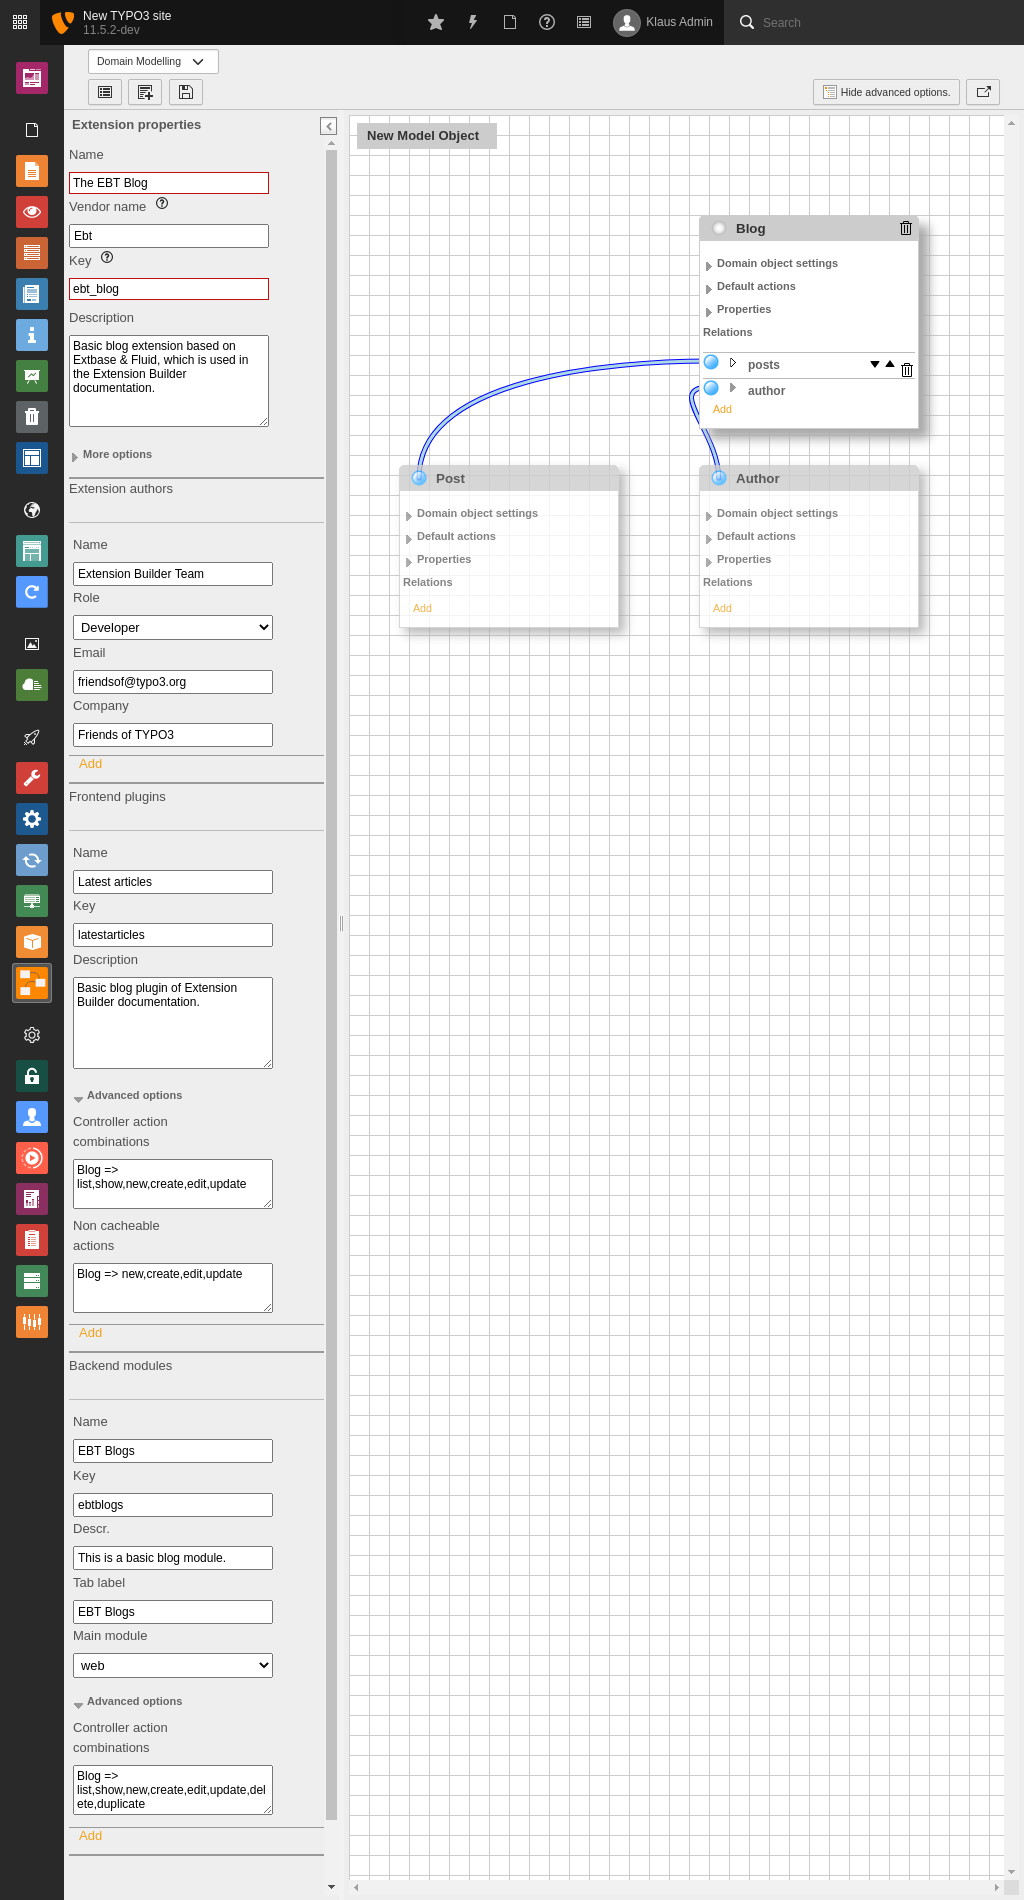 New TYPO3 site
11.5.2-dev
Klaus Admin
Search
Domain Modelling
Hide advanced options.
Extension properties
Name
The EBT Blog
Vendor name
Ebt
Key
ebt_blog
Description
Basic blog extension based on
Extbase & Fluid, which is used in
the Extension Builder
documentation.
More options
Extension authors
Name
Extension Builder Team
Role
Developer
Email
friendsof@typo3.org
Company
Friends of TYPO3
Add
Frontend plugins
Name
Latest articles
Key
latestarticles
Description
Basic blog plugin of Extension
Builder documentation.
Advanced options
Controller action
combinations
Blog =>
list,show,new,create,edit,update
Non cacheable
actions
Blog => new,create,edit,update
Add
Backend modules
Name
EBT Blogs
Key
ebtblogs
Descr.
This is a basic blog module.
Tab label
EBT Blogs
Main module
web
Advanced options
Controller action
combinations
Blog =>
list,show,new,create,edit,update,del
ete,duplicate
Add
New Model Object
Blog
Domain object settings
Default actions
Properties
Relations
posts
author
Add
Post
Domain object settings
Default actions
Properties
Relations
Add
Author
Domain object settings
Default actions
Properties
Relations
Add